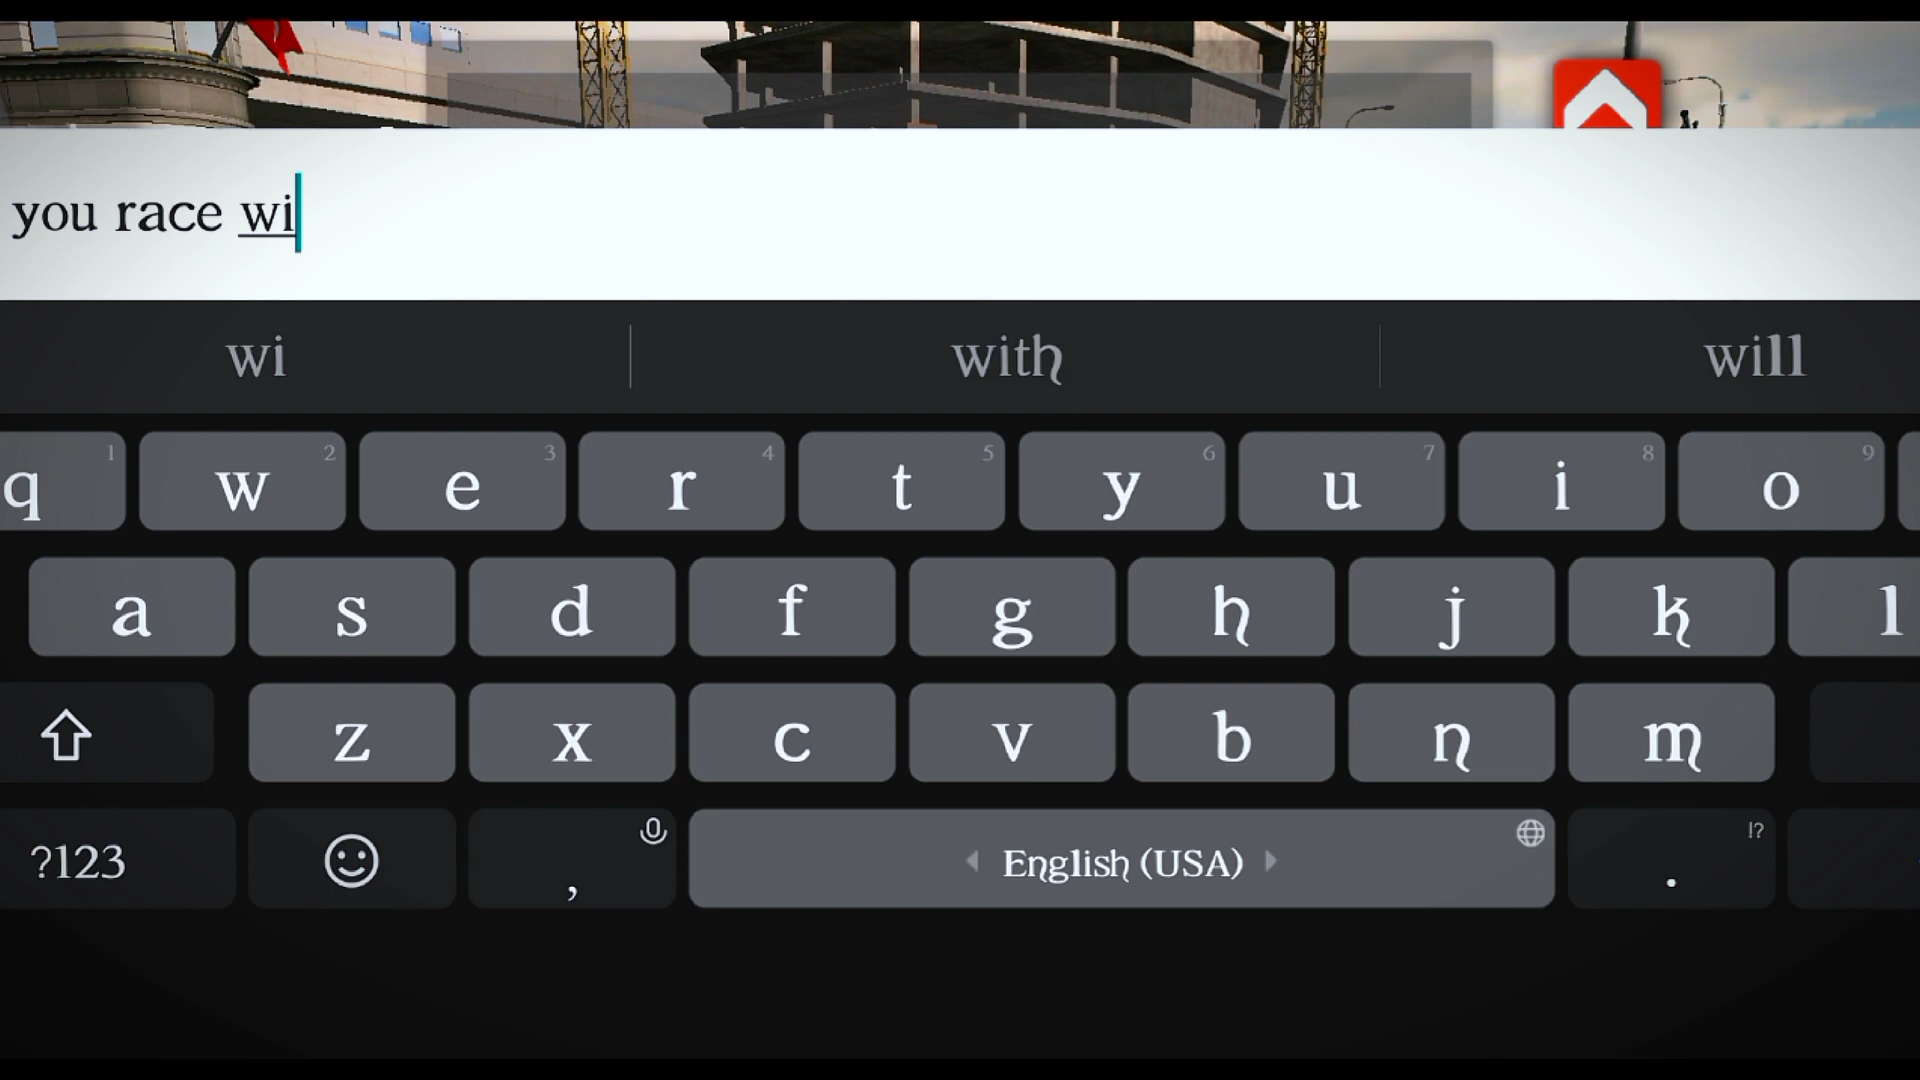 you race wi
wi with will
q 1 w 2 e 3 r 4 t 5 y 6 u 7 i 8 o 9
a s d f g h j k l
z x c v b n m
?123 , English (USA) . !?